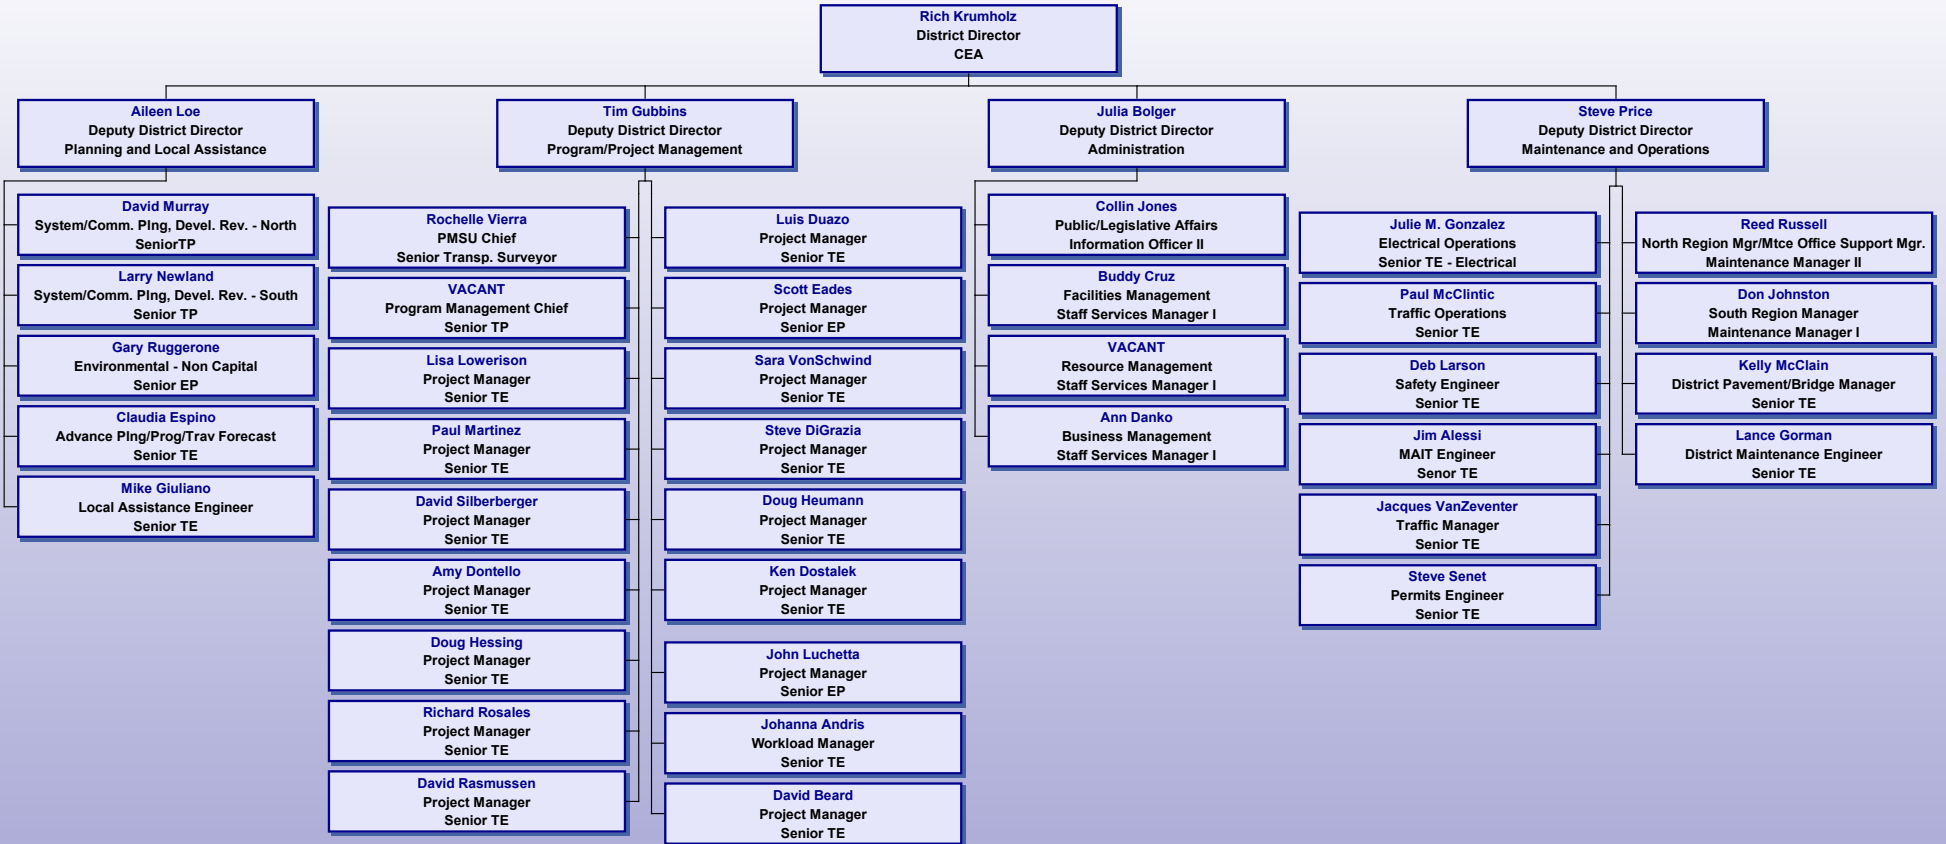 Rich Krumholz
District Director
CEA
Aileen Loe
Deputy District Director
Planning and Local Assistance
Tim Gubbins
Deputy District Director
Program/Project Management
Julia Bolger
Deputy District Director
Administration
Steve Price
Deputy District Director
Maintenance and Operations
David Murray
System/Comm. Plng, Devel. Rev. - North
SeniorTP
Larry Newland
System/Comm. Plng, Devel. Rev. - South
Senior TP
Gary Ruggerone
Environmental - Non Capital
Senior EP
Claudia Espino
Advance Plng/Prog/Trav Forecast
Senior TE
Mike Giuliano
Local Assistance Engineer
Senior TE
Rochelle Vierra
PMSU Chief
Senior Transp. Surveyor
VACANT
Program Management Chief
Senior TP
Lisa Lowerison
Project Manager
Senior TE
Paul Martinez
Project Manager
Senior TE
David Silberberger
Project Manager
Senior TE
Amy Dontello
Project Manager
Senior TE
Doug Hessing
Project Manager
Senior TE
Richard Rosales
Project Manager
Senior TE
David Rasmussen
Project Manager
Senior TE
Luis Duazo
Project Manager
Senior TE
Scott Eades
Project Manager
Senior EP
Sara VonSchwind
Project Manager
Senior TE
Steve DiGrazia
Project Manager
Senior TE
Doug Heumann
Project Manager
Senior TE
Ken Dostalek
Project Manager
Senior TE
John Luchetta
Project Manager
Senior EP
Johanna Andris
Workload Manager
Senior TE
David Beard
Project Manager
Senior TE
Collin Jones
Public/Legislative Affairs
Information Officer II
Buddy Cruz
Facilities Management
Staff Services Manager I
VACANT
Resource Management
Staff Services Manager I
Ann Danko
Business Management
Staff Services Manager I
Julie M. Gonzalez
Electrical Operations
Senior TE - Electrical
Paul McClintic
Traffic Operations
Senior TE
Deb Larson
Safety Engineer
Senior TE
Jim Alessi
MAIT Engineer
Senor TE
Jacques VanZeventer
Traffic Manager
Senior TE
Steve Senet
Permits Engineer
Senior TE
Reed Russell
North Region Mgr/Mtce Office Support Mgr.
Maintenance Manager II
Don Johnston
South Region Manager
Maintenance Manager I
Kelly McClain
District Pavement/Bridge Manager
Senior TE
Lance Gorman
District Maintenance Engineer
Senior TE